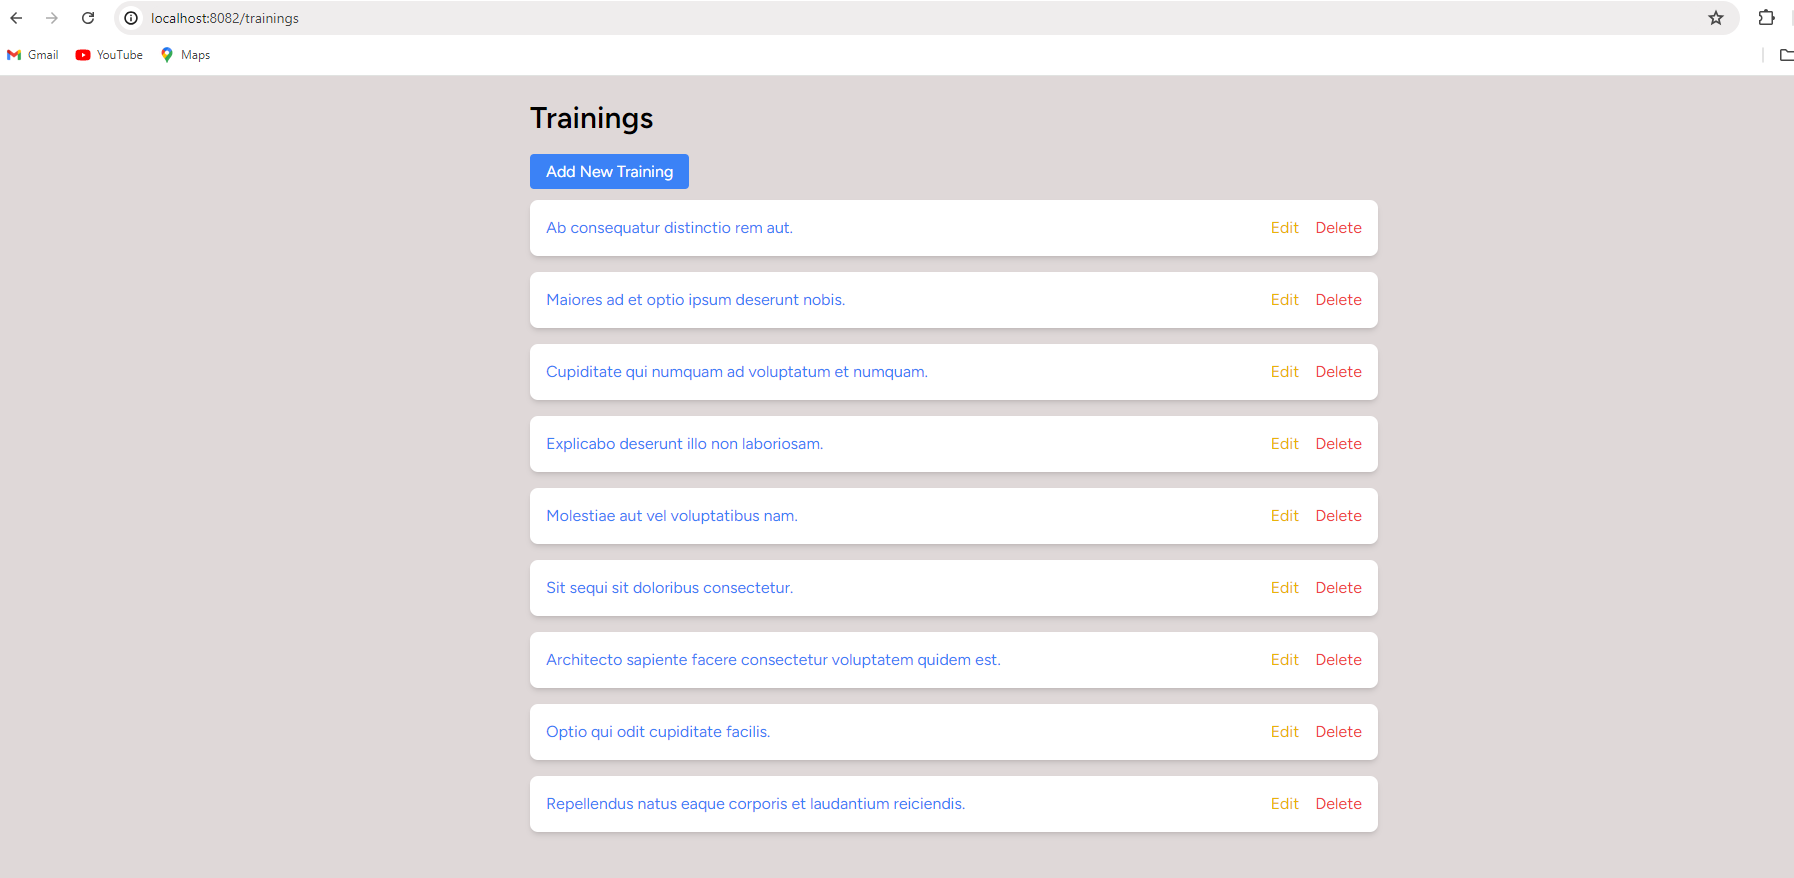 localhost:8082/trainings
Gmail YouTube Maps
Trainings
Add New Training
Ab consequatur distinctio rem aut. Edit Delete
Maiores ad et optio ipsum deserunt nobis. Edit Delete
Cupiditate qui numquam ad voluptatum et numquam. Edit Delete
Explicabo deserunt illo non laboriosam. Edit Delete
Molestiae aut vel voluptatibus nam. Edit Delete
Sit sequi sit doloribus consectetur. Edit Delete
Architecto sapiente facere consectetur voluptatem quidem est. Edit Delete
Optio qui odit cupiditate facilis. Edit Delete
Repellendus natus eaque corporis et laudantium reiciendis. Edit Delete